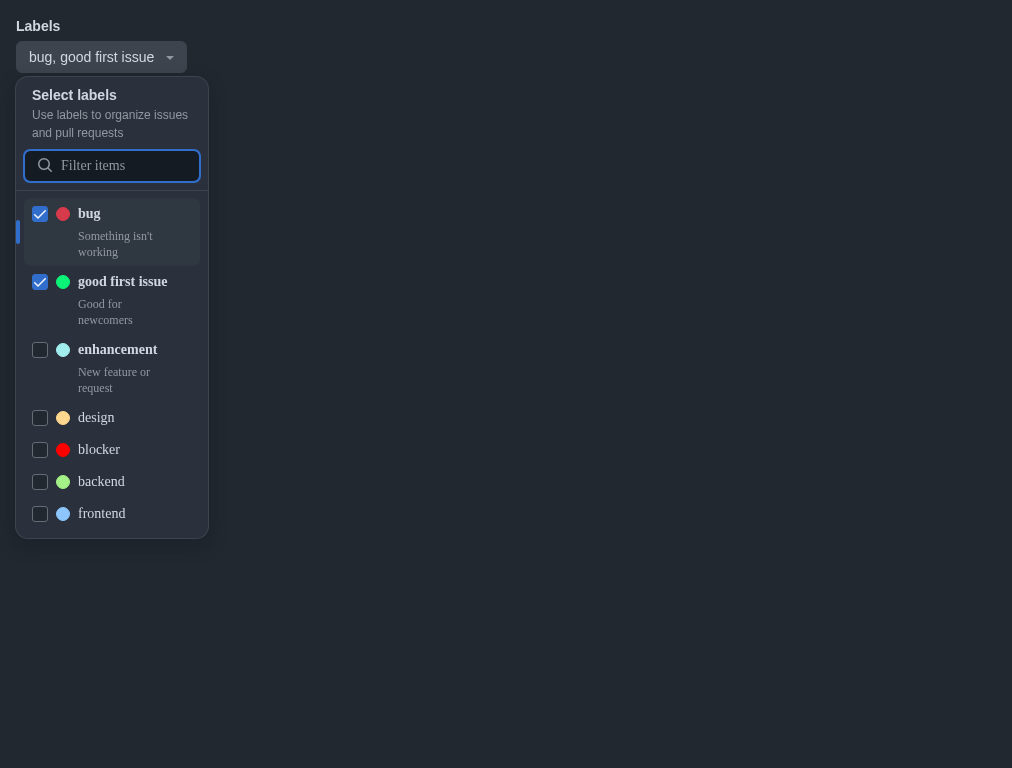 Labels
bug, good first issue
Select labels
Use labels to organize issues
and pull requests
Filter items
bug
Something isn't
working
good first issue
Good for
newcomers
enhancement
New feature or
request
design
blocker
backend
frontend